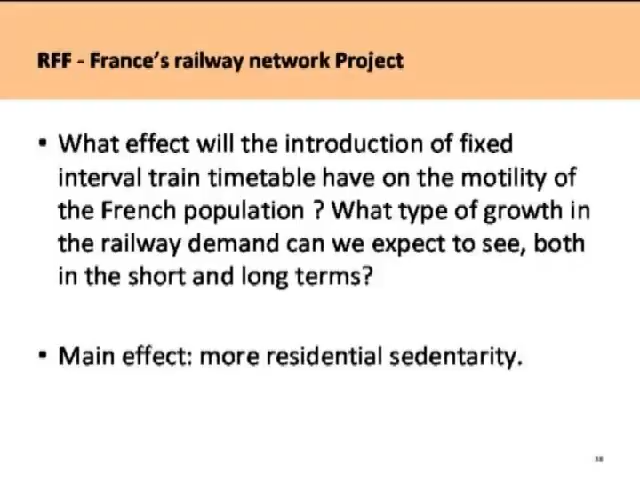 RFF - France's railway network Project
• What effect will the introduction of fixed
interval train timetable have on the motility of
the French population ? What type of growth in
the railway demand can we expect to see, both
in the short and long terms?
• Main effect: more residential sedentarity.